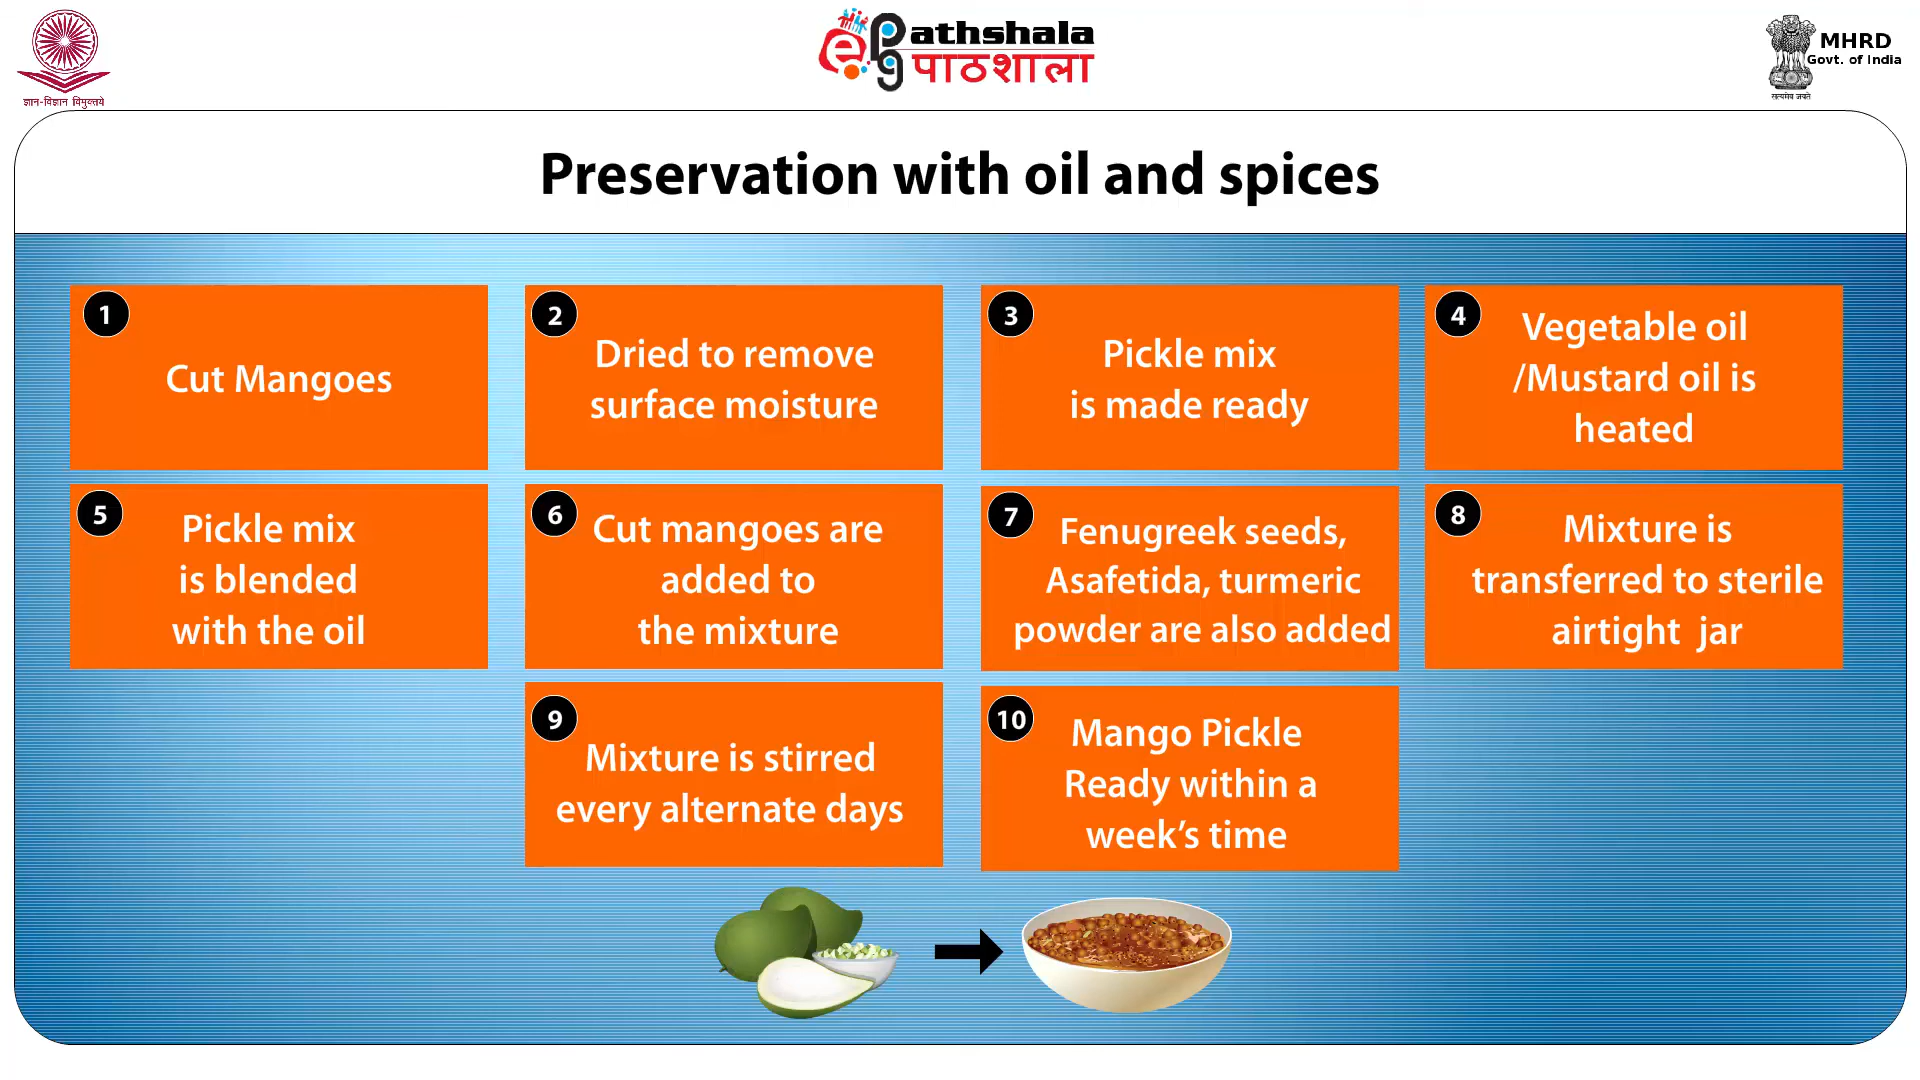 ज्ञान-विज्ञान विमुक्तये
e PG athshala
पाठशाला
MHRD
Govt. of India
सत्यमेव जयते
Preservation with oil and spices
1
Cut Mangoes
2
Dried to remove
surface moisture
3
Pickle mix
is made ready
4
Vegetable oil
/Mustard oil is
heated
5
Pickle mix
is blended
with the oil
6
Cut mangoes are
added to
the mixture
7
Fenugreek seeds,
Asafetida, turmeric
powder are also added
8
Mixture is
transferred to sterile
airtight jar
9
Mixture is stirred
every alternate days
10
Mango Pickle
Ready within a
week’s time